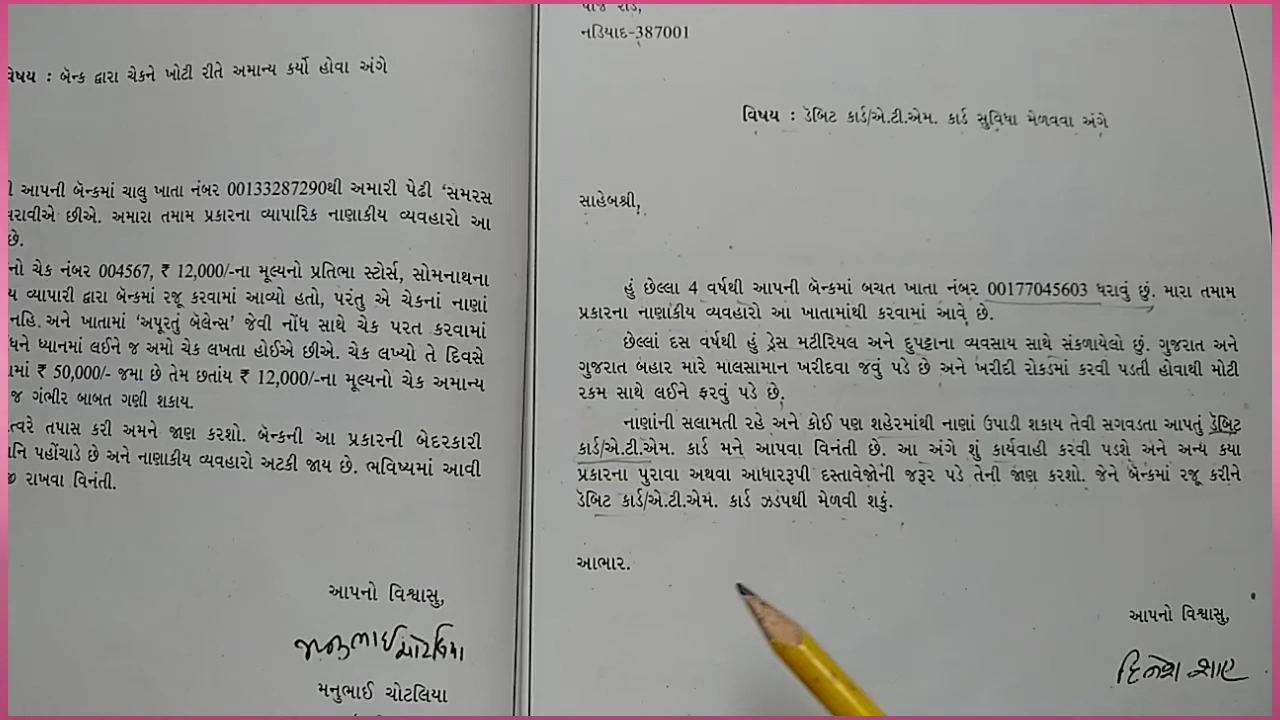 વિષય : બૅન્ક દ્વારા ચેકને ખોટી રીતે અમાન્ય કર્યો હોવા અંગે
આપની બૅન્કમાં ચાલુ ખાતા નંબર 00133287290થી અમારી પેઢી ‘સમરસ
ધરાવીએ છીએ. અમારા તમામ પ્રકારના વ્યાપારિક નાણાકીય વ્યવહારો આ
છે.
નો ચેક નંબર 004567, ₹ 12,000/-ના મૂલ્યનો પ્રતિભા સ્ટોર્સ, સોમનાથના
ય વ્યાપારી દ્વારા બૅન્કમાં રજૂ કરવામાં આવ્યો હતો, પરંતુ એ ચેકનાં નાણાં
નહિ. અને ખાતામાં ‘અપૂરતું બૅલેન્સ’ જેવી નોંધ સાથે ચેક પરત કરવામાં
ધને ધ્યાનમાં લઈને જ અમો ચેક લખતા હોઈએ છીએ. ચેક લખ્યો તે દિવસે
માં ₹ 50,000/- જમા છે તેમ છતાંય ₹ 12,000/-ના મૂલ્યનો ચેક અમાન્ય
જ ગંભીર બાબત ગણી શકાય.
ત્વરે તપાસ કરી અમને જાણ કરશો. બૅન્કની આ પ્રકારની બેદરકારી
નિ પહોંચાડે છે અને નાણાકીય વ્યવહારો અટકી જાય છે. ભવિષ્યમાં આવી
રાખવા વિનંતી.
આપનો વિશ્વાસુ,
મનુભાઈ ચોટલિયા
નડિયાદ-387001
વિષય : ડૅબિટ કાર્ડ/એ.ટી.એમ. કાર્ડ સુવિધા મેળવવા અંગે
સાહેબશ્રી,
હું છેલ્લા 4 વર્ષથી આપની બૅન્કમાં બચત ખાતા નંબર 00177045603 ધરાવું છું. મારા તમામ
પ્રકારના નાણાંકીય વ્યવહારો આ ખાતામાંથી કરવામાં આવે છે.
છેલ્લાં દસ વર્ષથી હું ડ્રેસ મટીરિયલ અને દુપટ્ટાના વ્યવસાય સાથે સંકળાયેલો છું. ગુજરાત અને
ગુજરાત બહાર મારે માલસામાન ખરીદવા જવું પડે છે અને ખરીદી રોકડમાં કરવી પડતી હોવાથી મોટી
રકમ સાથે લઈને ફરવું પડે છે.
નાણાંની સલામતી રહે અને કોઈ પણ શહેરમાંથી નાણાં ઉપાડી શકાય તેવી સગવડતા આપતું ડૅબિટ
કાર્ડ/એ.ટી.એમ. કાર્ડ મને આપવા વિનંતી છે. આ અંગે શું કાર્યવાહી કરવી પડશે અને અન્ય કયા
પ્રકારના પુરાવા અથવા આધારરૂપી દસ્તાવેજોની જરૂર પડે તેની જાણ કરશો. જેને બૅન્કમાં રજૂ કરીને
ડૅબિટ કાર્ડ/એ.ટી.એમ. કાર્ડ ઝડપથી મેળવી શકું.
આભાર.
આપનો વિશ્વાસુ,
દિનેશ શાહ